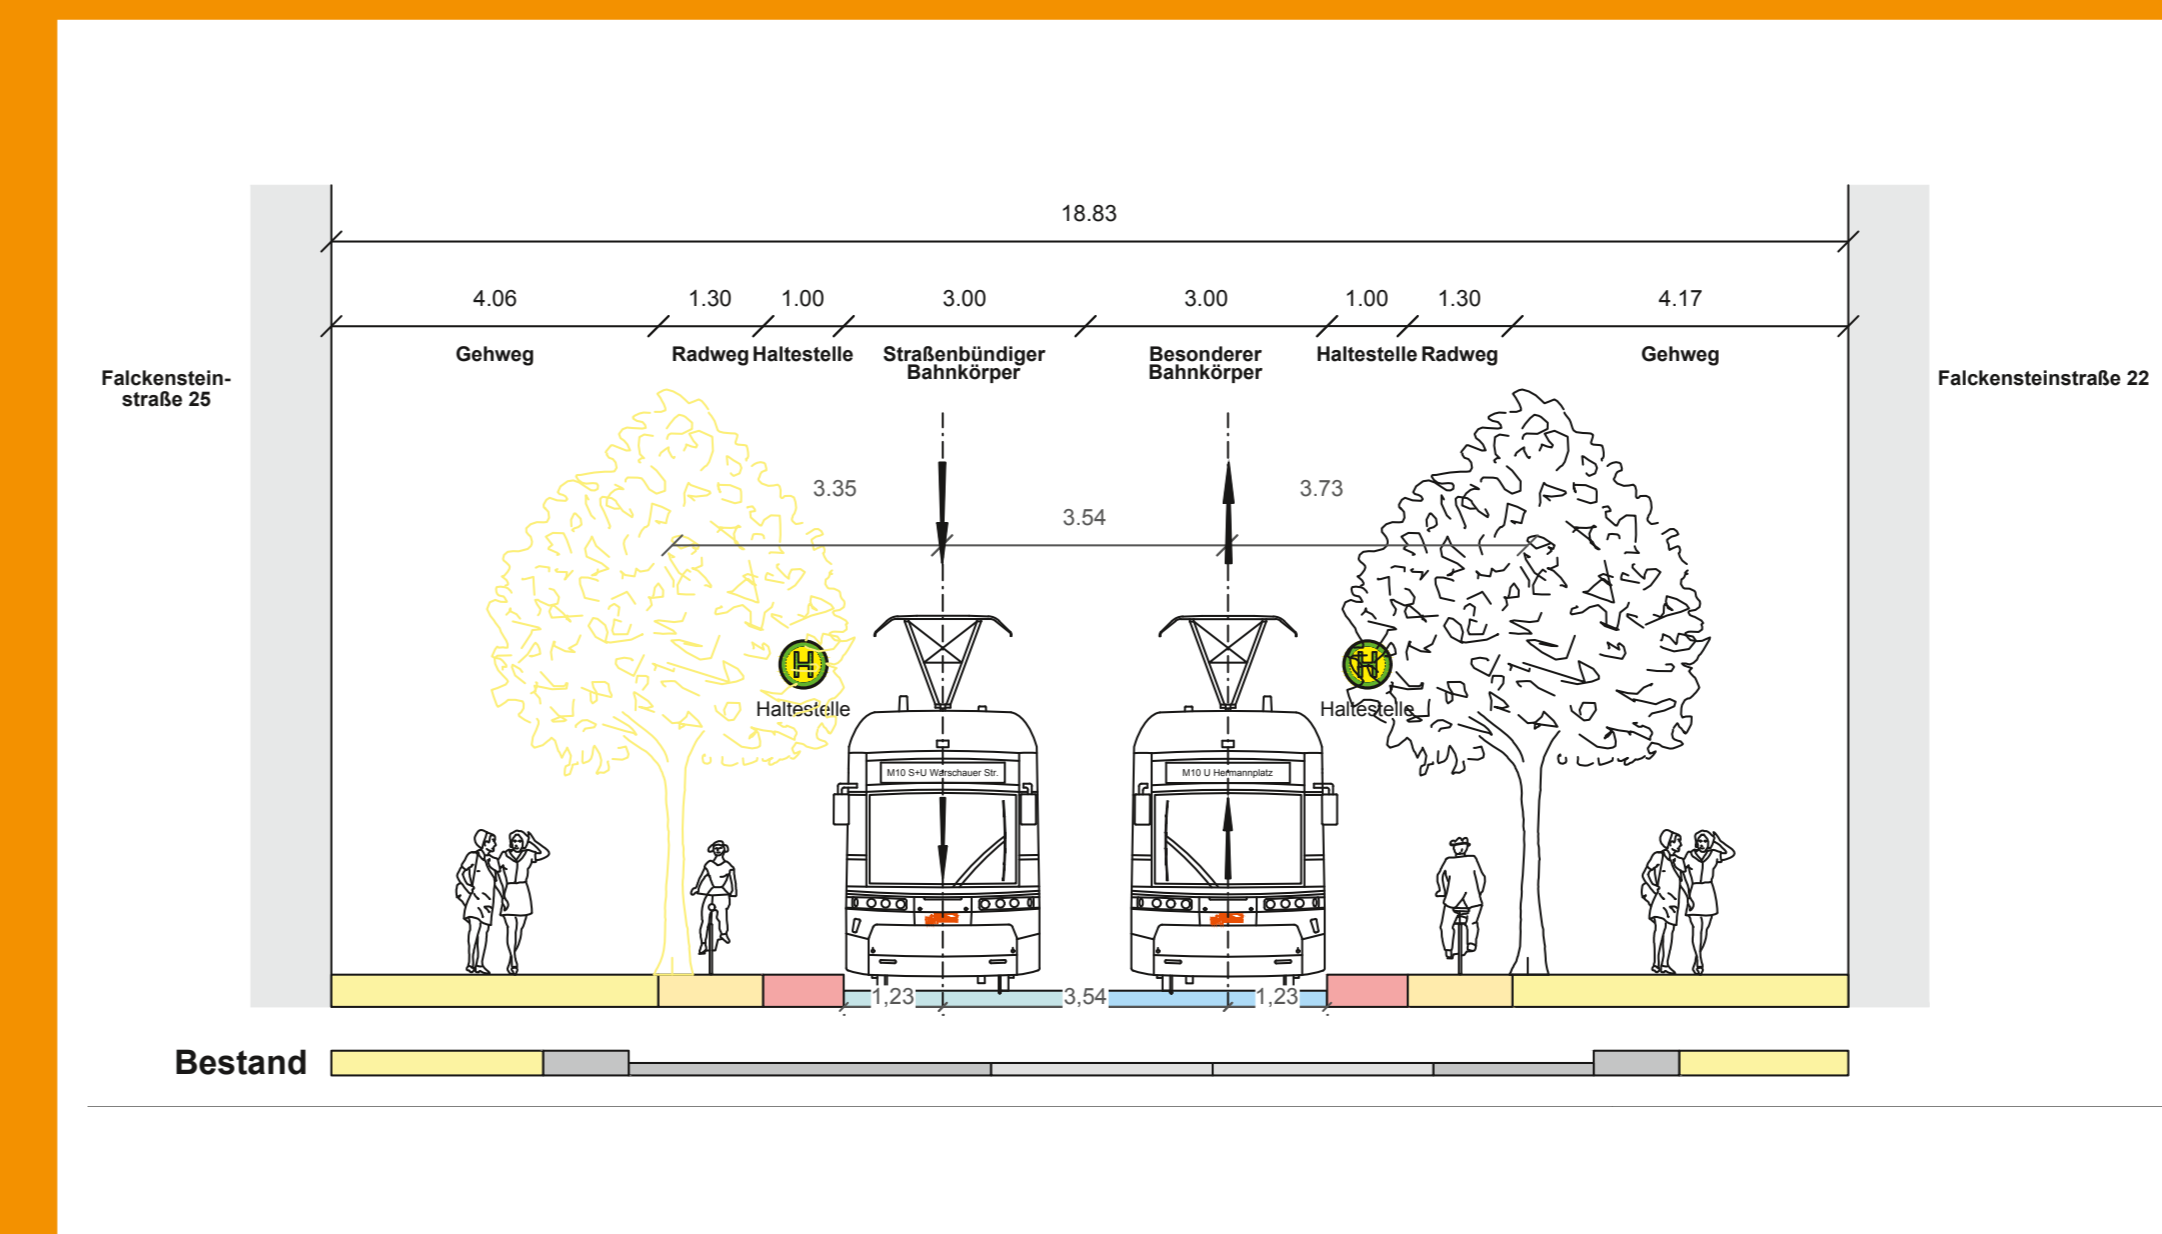 18.83
4.06 1.30 1.00 3.00 3.00 1.00 1.30 4.17
Gehweg Radweg Haltestelle Straßenbündiger Bahnkörper Besonderer Bahnkörper Haltestelle Radweg Gehweg
Falckenstein-
straße 25
Falckensteinstraße 22
3.35 3.54 3.73
H H
Haltestelle Haltestelle
M10 S+U Warschauer Str. M10 U Hermannplatz
1,23 3,54 1,23
Bestand